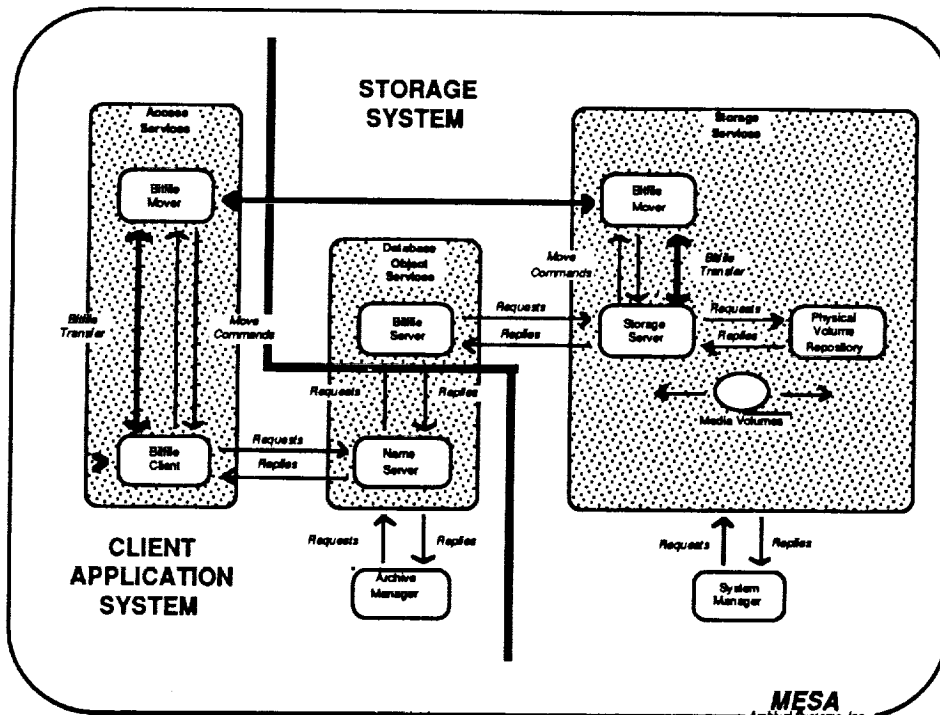 STORAGE
SYSTEM
Access
Services
Bitfile
Mover
Bitfile
Transfer
Move
Commands
Bitfile
Client
Requests
Replies
Database
Object
Services
Bitfile
Server
Requests
Replies
Name
Server
Requests
Replies
Archive
Manager
Requests
Replies
Storage
Services
Bitfile
Mover
Move
Commands
Bitfile
Transfer
Storage
Server
Requests
Replies
Physical
Volume
Repository
Media Volumes
Requests
Replies
System
Manager
CLIENT
APPLICATION
SYSTEM
MESA